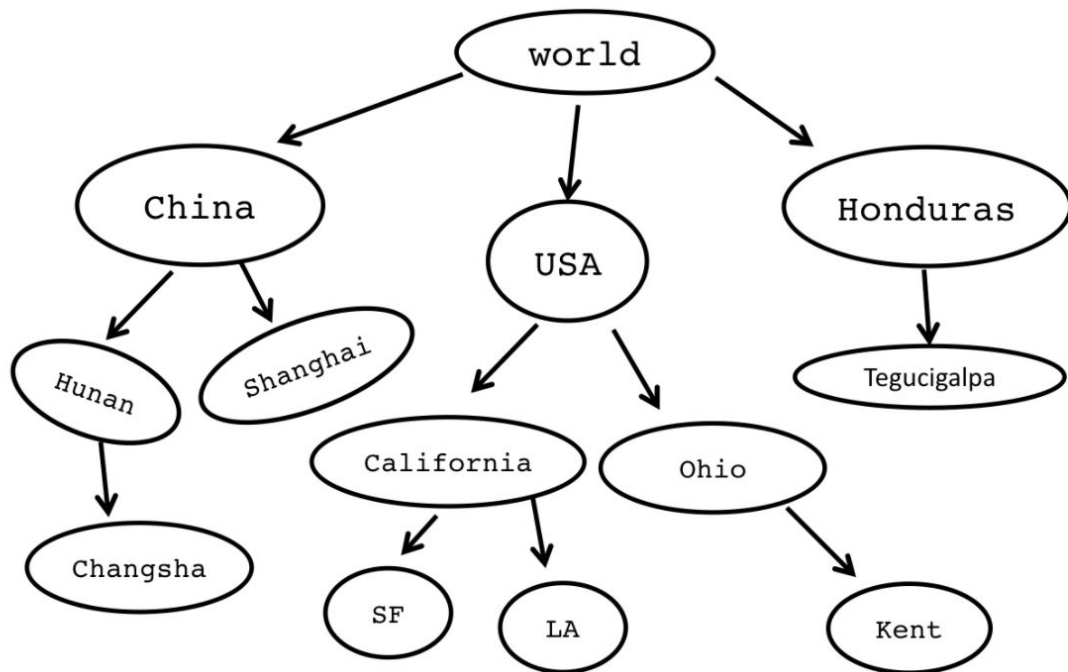 world
China
USA
Honduras
Hunan
Shanghai
Tegucigalpa
California
Ohio
Changsha
SF
LA
Kent